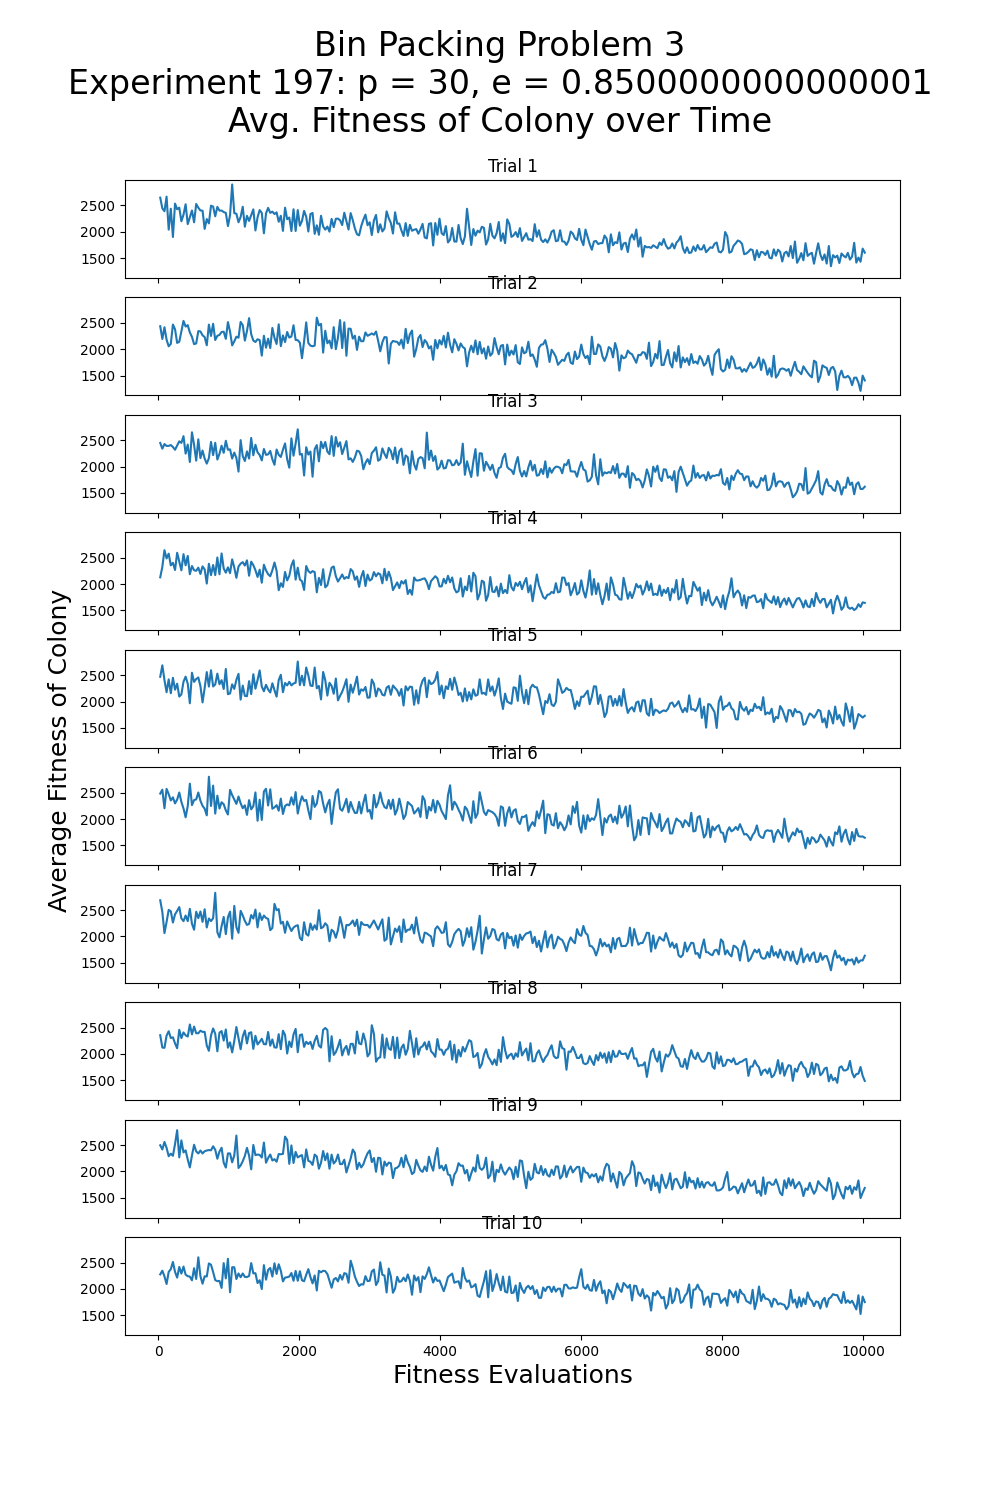 Bin Packing Problem 3
Experiment 197: p = 30, e = 0.8500000000000001
Avg. Fitness of Colony over Time
Trial 1
2500
2000
1500
Trial 2
2500
2000
1500
Trial 3
2500
2000
1500
Trial 4
2500
2000
1500
Average Fitness of Colony
Trial 5
2500
2000
1500
Trial 6
2500
2000
1500
Trial 7
2500
2000
1500
Trial 8
2500
2000
1500
Trial 9
2500
2000
1500
Trial 10
2500
2000
1500
0 2000 4000 6000 8000 10000
Fitness Evaluations